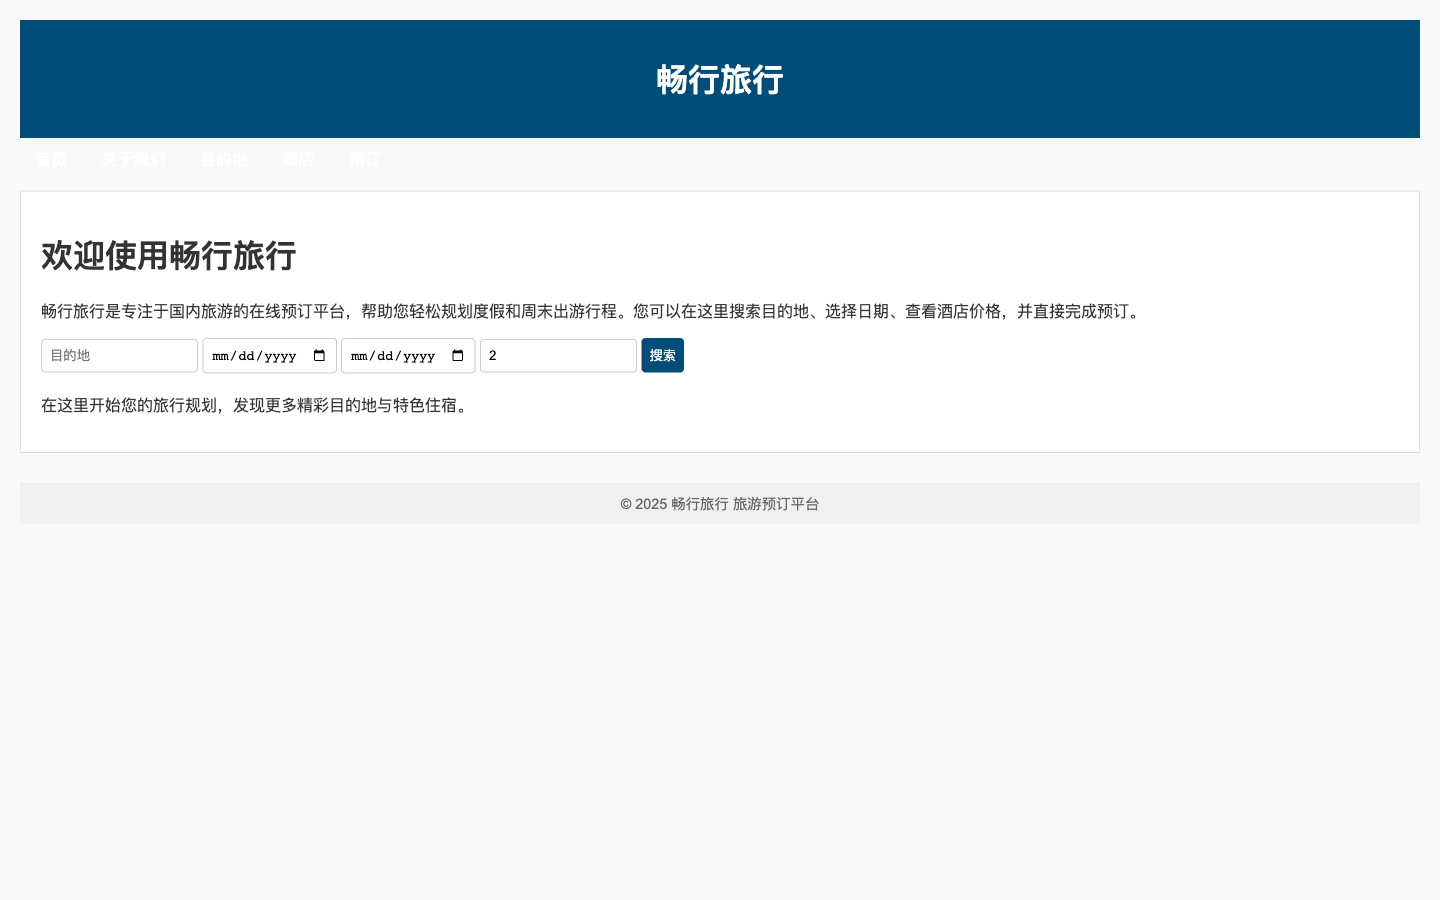 畅行旅行
首页 关于我们 目的地 酒店 预订
欢迎使用畅行旅行
畅行旅行是专注于国内旅游的在线预订平台，帮助您轻松规划度假和周末出游行程。您可以在这里搜索目的地、选择日期、查看酒店价格，并直接完成预订。
目的地 mm/dd/yyyy mm/dd/yyyy 2 搜索
在这里开始您的旅行规划，发现更多精彩目的地与特色住宿。
© 2025 畅行旅行 旅游预订平台